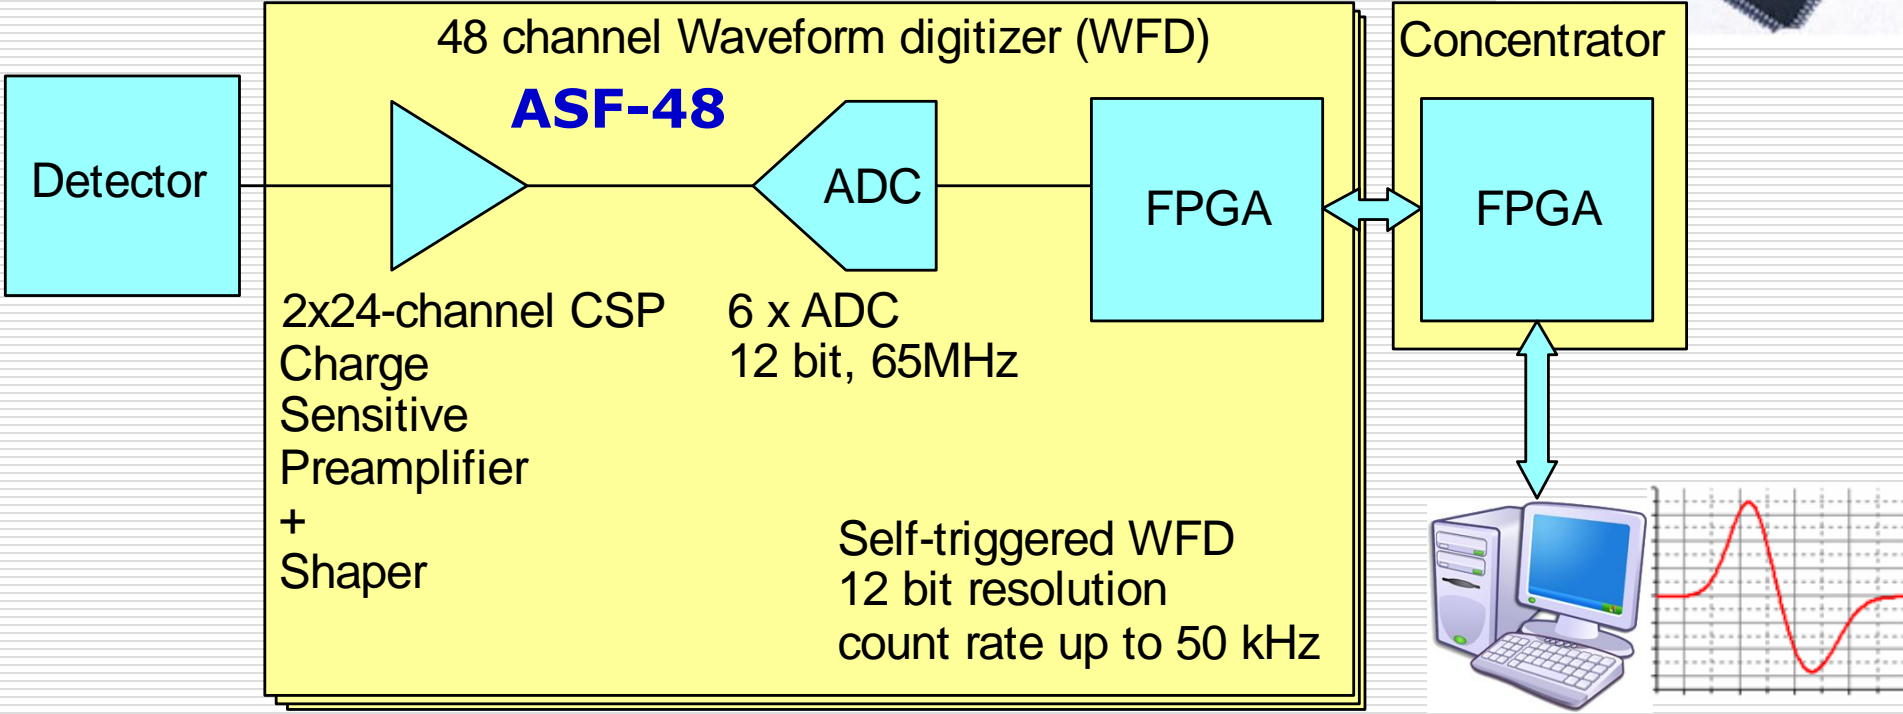 48 channel Waveform digitizer (WFD)
ASF-48
Concentrator
Detector
ADC
FPGA
FPGA
2x24-channel CSP
Charge
Sensitive
Preamplifier
+
Shaper
6 x ADC
12 bit, 65MHz
Self-triggered WFD
12 bit resolution
count rate up to 50 kHz